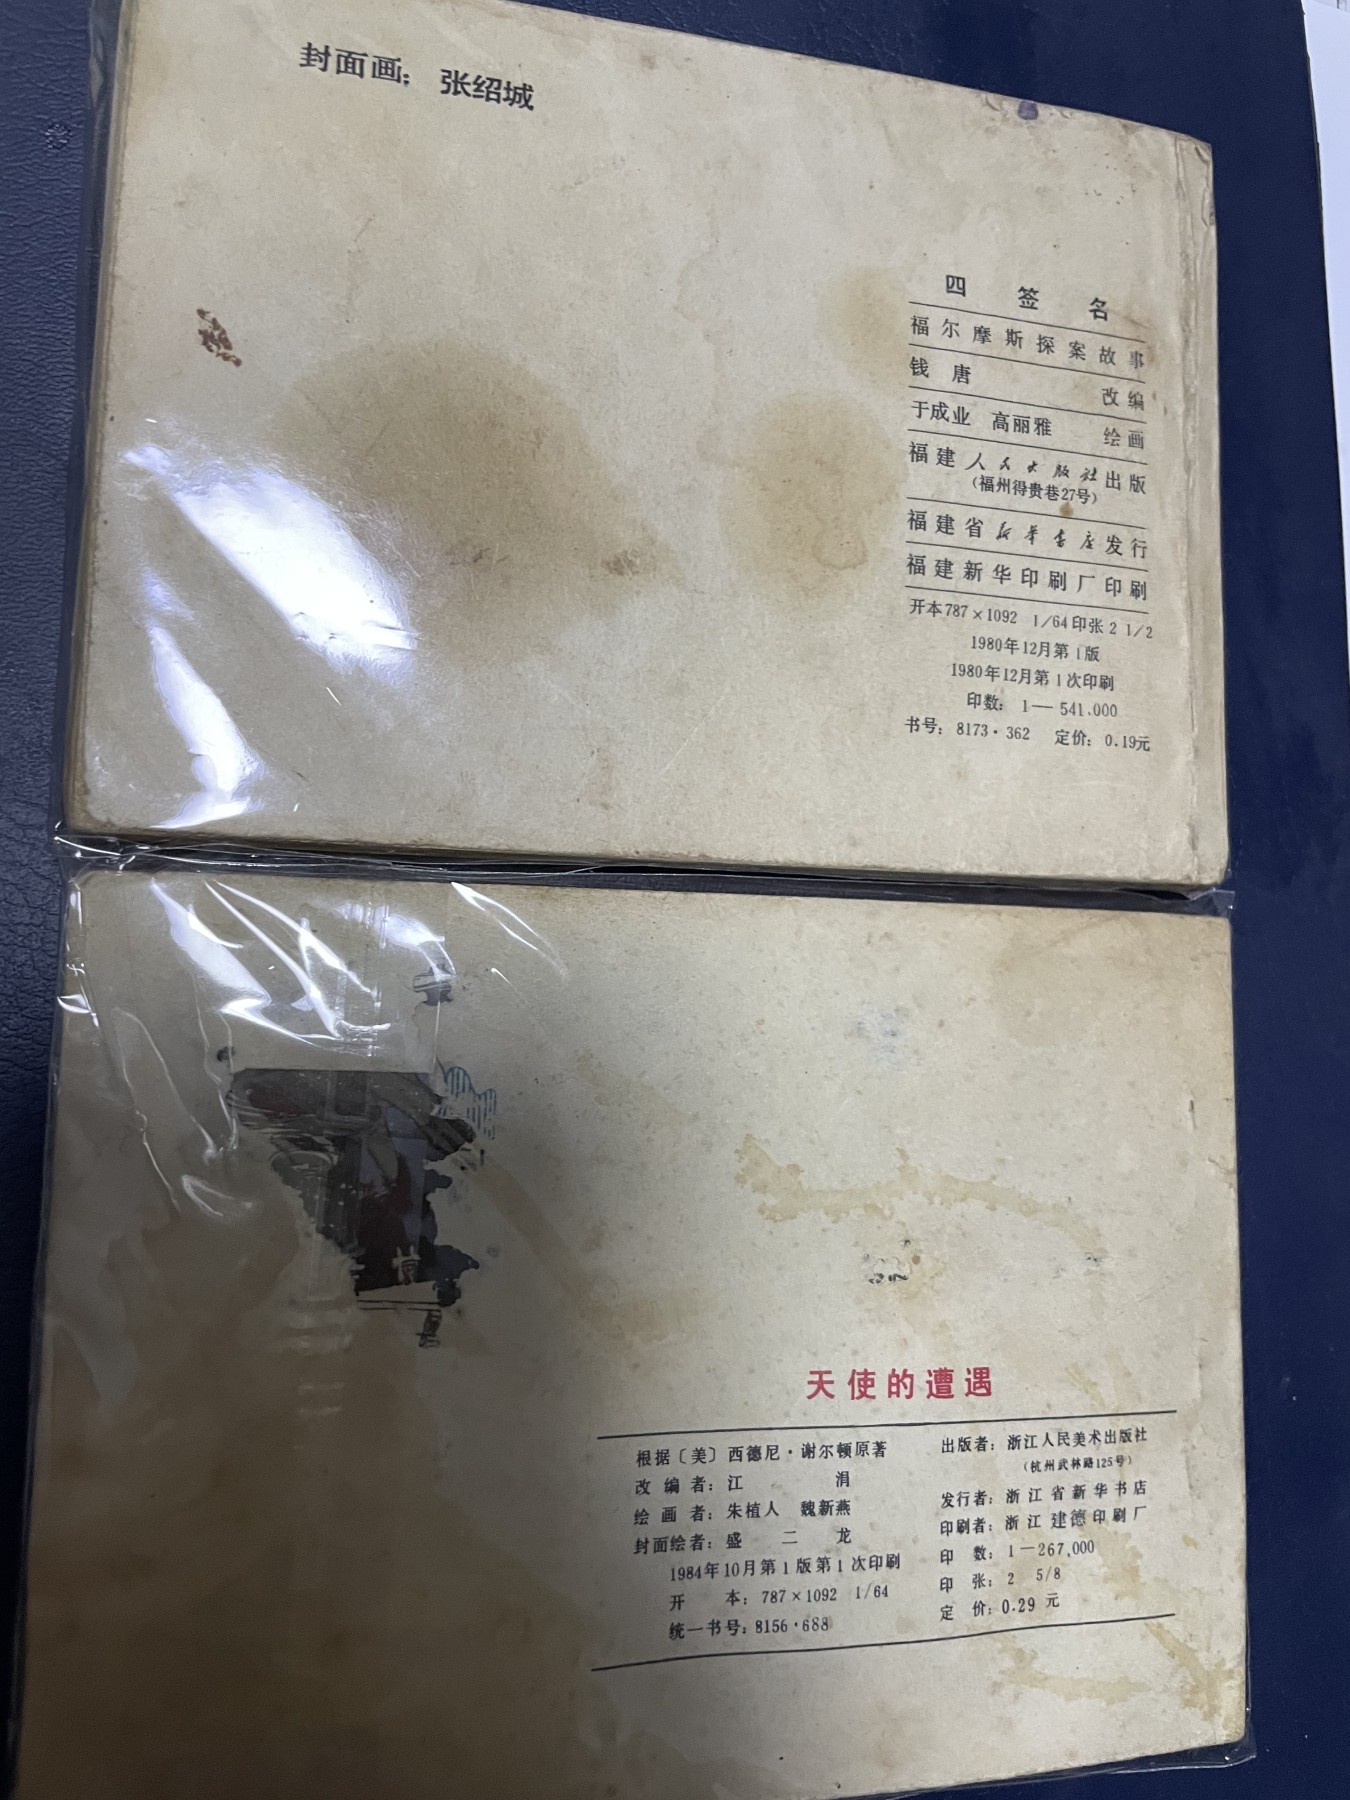 封面画：张绍城
四签名
福尔摩斯探案故事
钱唐 改编
于成业 高丽雅 绘画
福建人民出版社出版
（福州得贵巷27号）
福建省新华书店发行
福建新华印刷厂印刷
开本787×1092 1/64印张2 1/2
1980年12月第1版
1980年12月第1次印刷
印数：1—541,000
书号：8173·362 定价：0.19元
天使的遭遇
根据〔美〕西德尼·谢尔顿原著
改编者：江涓
绘画者：朱植人 魏新燕
封面绘者：盛二龙
1984年10月第1版第1次印刷
开本：787×1092 1/64
统一书号：8156·688
出版者：浙江人民美术出版社
（杭州武林路125号）
发行者：浙江省新华书店
印刷者：浙江建德印刷厂
印数：1—267,000
印张：2 5/8
定价：0.29元